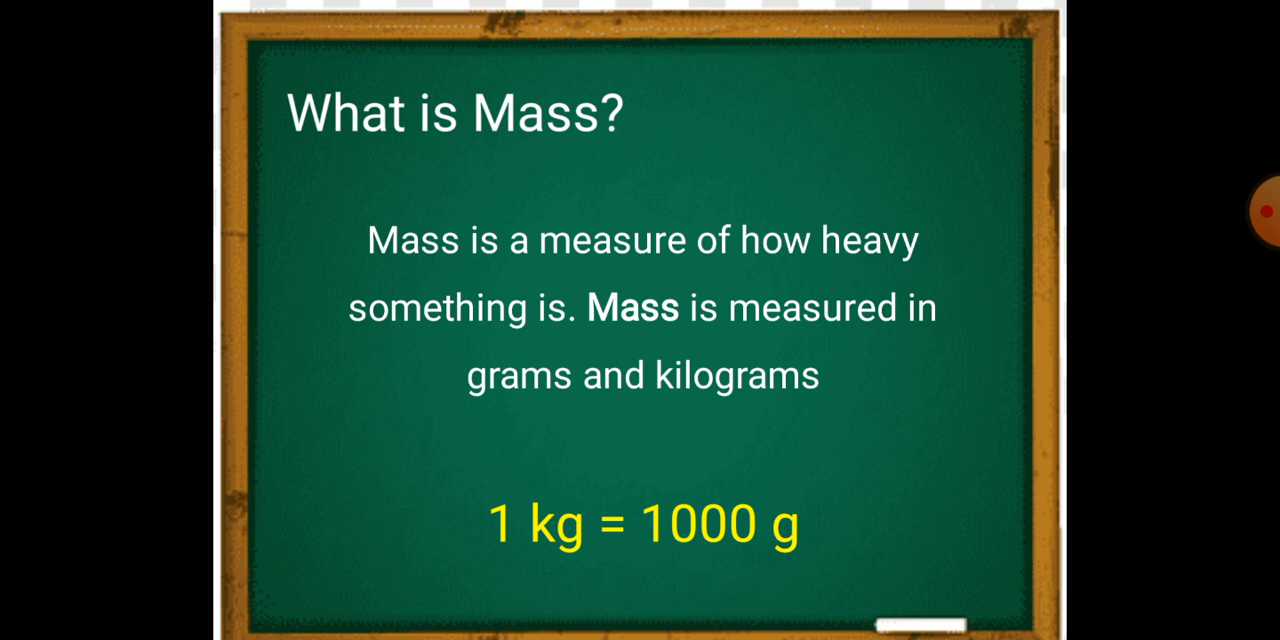 What is Mass?
Mass is a measure of how heavy
something is. Mass is measured in
grams and kilograms
1 kg = 1000 g